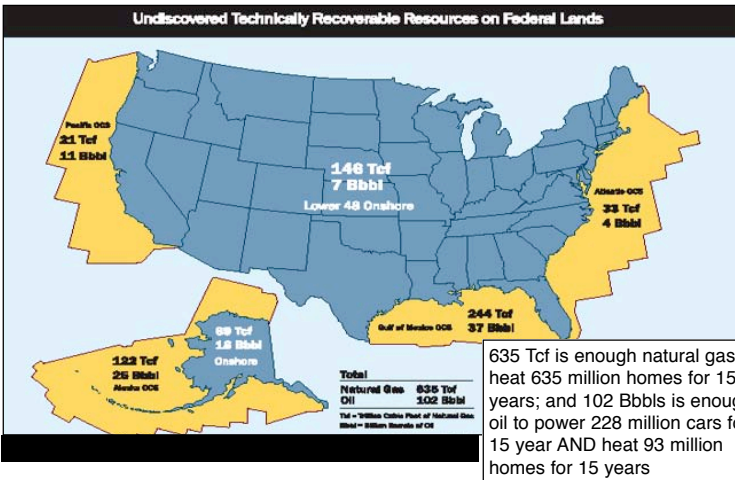 Undiscovered Technically Recoverable Resources on Federal Lands
Pacific OCS
21 Tcf
11 Bbbl
146 Tcf
7 Bbbl
Lower 48 Onshore
Atlantic OCS
33 Tcf
4 Bbbl
244 Tcf
37 Bbbl
Gulf of Mexico OCS
69 Tcf
18 Bbbl
Onshore
122 Tcf
25 Bbbl
Alaska OCS
Total
Natural Gas 635 Tcf
Oil 102 Bbbl
Tcf = Trillion Cubic Feet of Natural Gas
Bbbl = Billion Barrels of Oil
635 Tcf is enough natural gas
heat 635 million homes for 15
years; and 102 Bbbls is enoug
oil to power 228 million cars fo
15 year AND heat 93 million
homes for 15 years